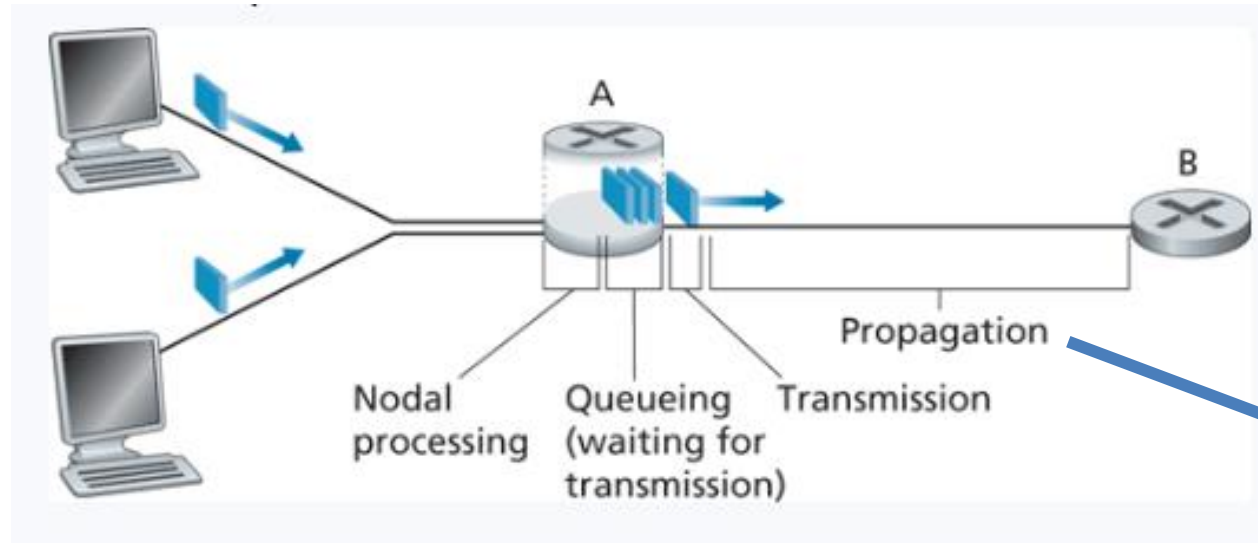 A
B
Propagation
Nodal
processing
Queueing
(waiting for
transmission)
Transmission